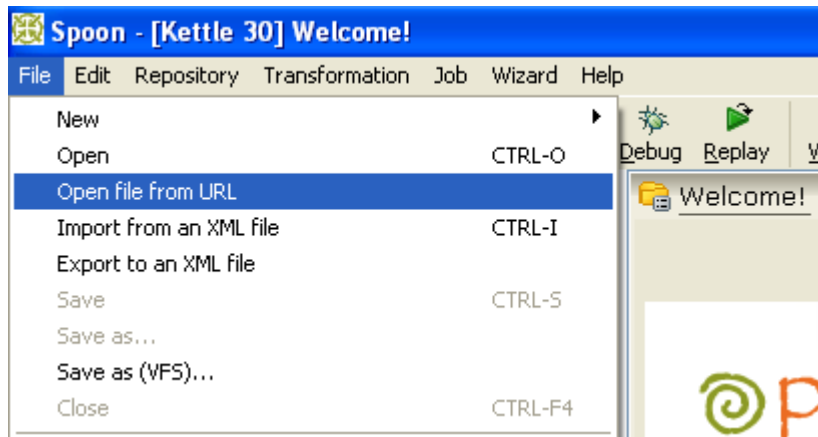 Spoon - [Kettle 30] Welcome!
File Edit Repository Transformation Job Wizard Help
New
Debug Replay
Open CTRL-O
Open file from URL
Welcome!
Import from an XML file CTRL-I
Export to an XML file
Save CTRL-S
Save as...
Save as (VFS)...
Close CTRL-F4